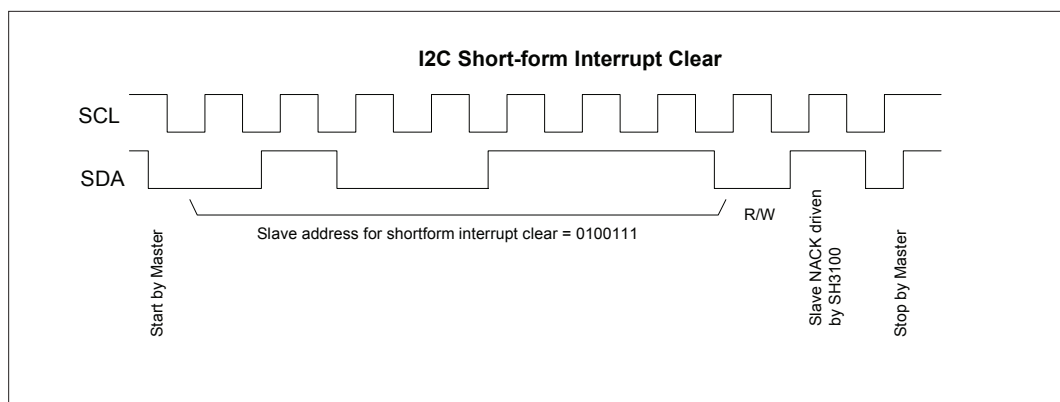 I2C Short-form Interrupt Clear
SCL
SDA
R/W
Slave address for shortform interrupt clear = 0100111
Start by Master
Slave NACK driven
by SH3100
Stop by Master